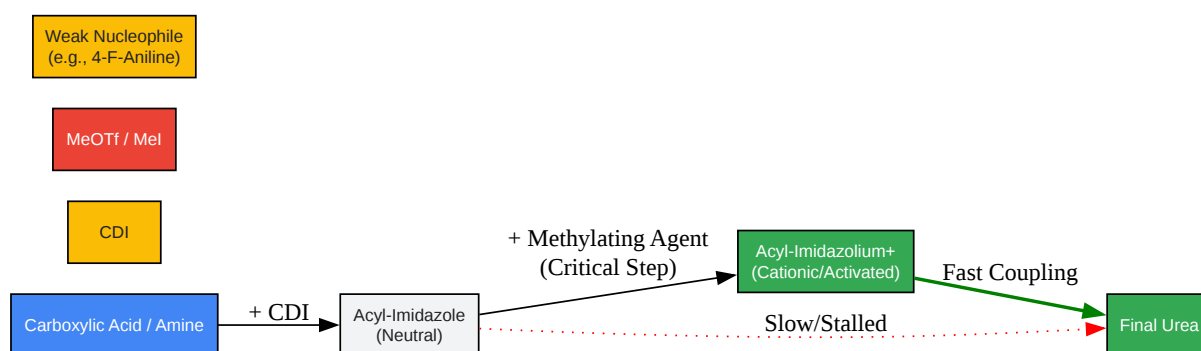 Weak Nucleophile
(e.g., 4-F-Aniline)
MeOTf / MeI
CDI
Carboxylic Acid / Amine
+ CDI
Acyl-Imidazole
(Neutral)
+ Methylating Agent
(Critical Step)
Acyl-Imidazolium+
(Cationic/Activated)
Fast Coupling
Slow/Stalled
Final Urea